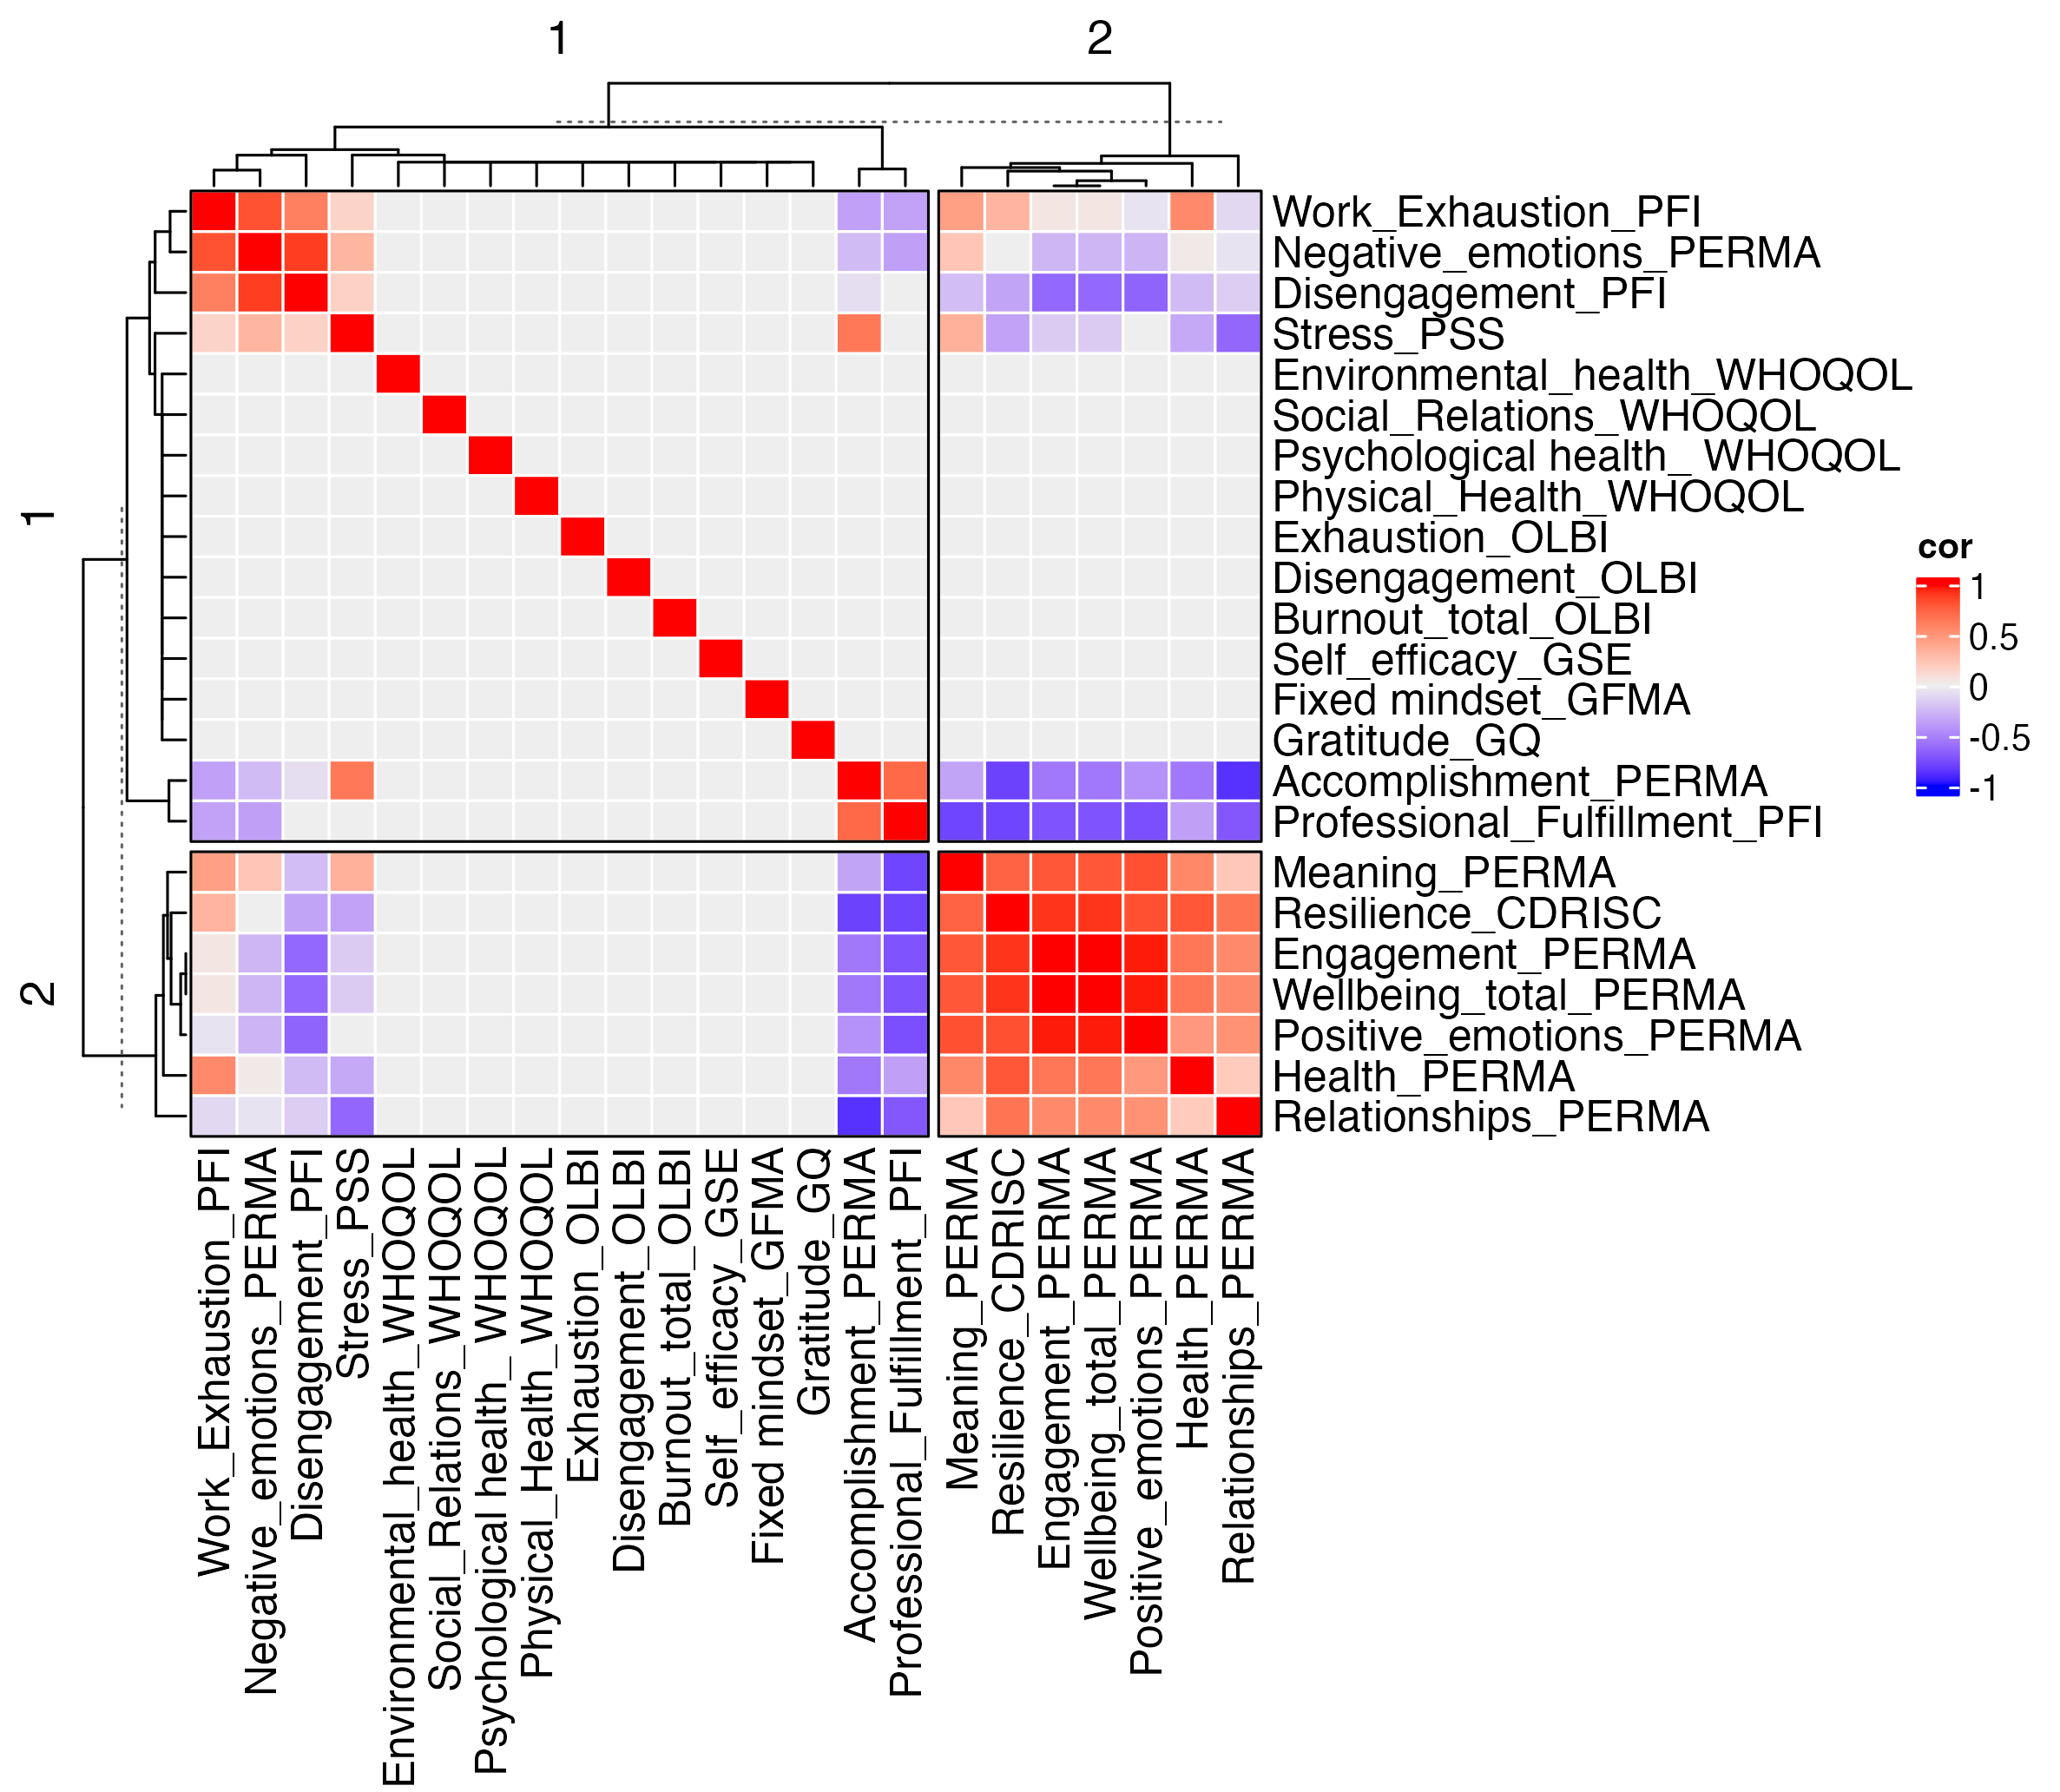 1
2
1
2
Work_Exhaustion_PFI
Negative_emotions_PERMA
Disengagement_PFI
Stress_PSS
Environmental_health_WHOQOL
Social_Relations_WHOQOL
Psychological health_ WHOQOL
Physical_Health_WHOQOL
Exhaustion_OLBI
Disengagement_OLBI
Burnout_total_OLBI
Self_efficacy_GSE
Fixed mindset_GFMA
Gratitude_GQ
Accomplishment_PERMA
Professional_Fulfillment_PFI
Meaning_PERMA
Resilience_CDRISC
Engagement_PERMA
Wellbeing_total_PERMA
Positive_emotions_PERMA
Health_PERMA
Relationships_PERMA
cor
1
0.5
0
-0.5
-1
Work_Exhaustion_PFI
Negative_emotions_PERMA
Disengagement_PFI
Stress_PSS
Environmental_health_WHOQOL
Social_Relations_WHOQOL
Psychological health_ WHOQOL
Physical_Health_WHOQOL
Exhaustion_OLBI
Disengagement_OLBI
Burnout_total_OLBI
Self_efficacy_GSE
Fixed mindset_GFMA
Gratitude_GQ
Accomplishment_PERMA
Professional_Fulfillment_PFI
Meaning_PERMA
Resilience_CDRISC
Engagement_PERMA
Wellbeing_total_PERMA
Positive_emotions_PERMA
Health_PERMA
Relationships_PERMA